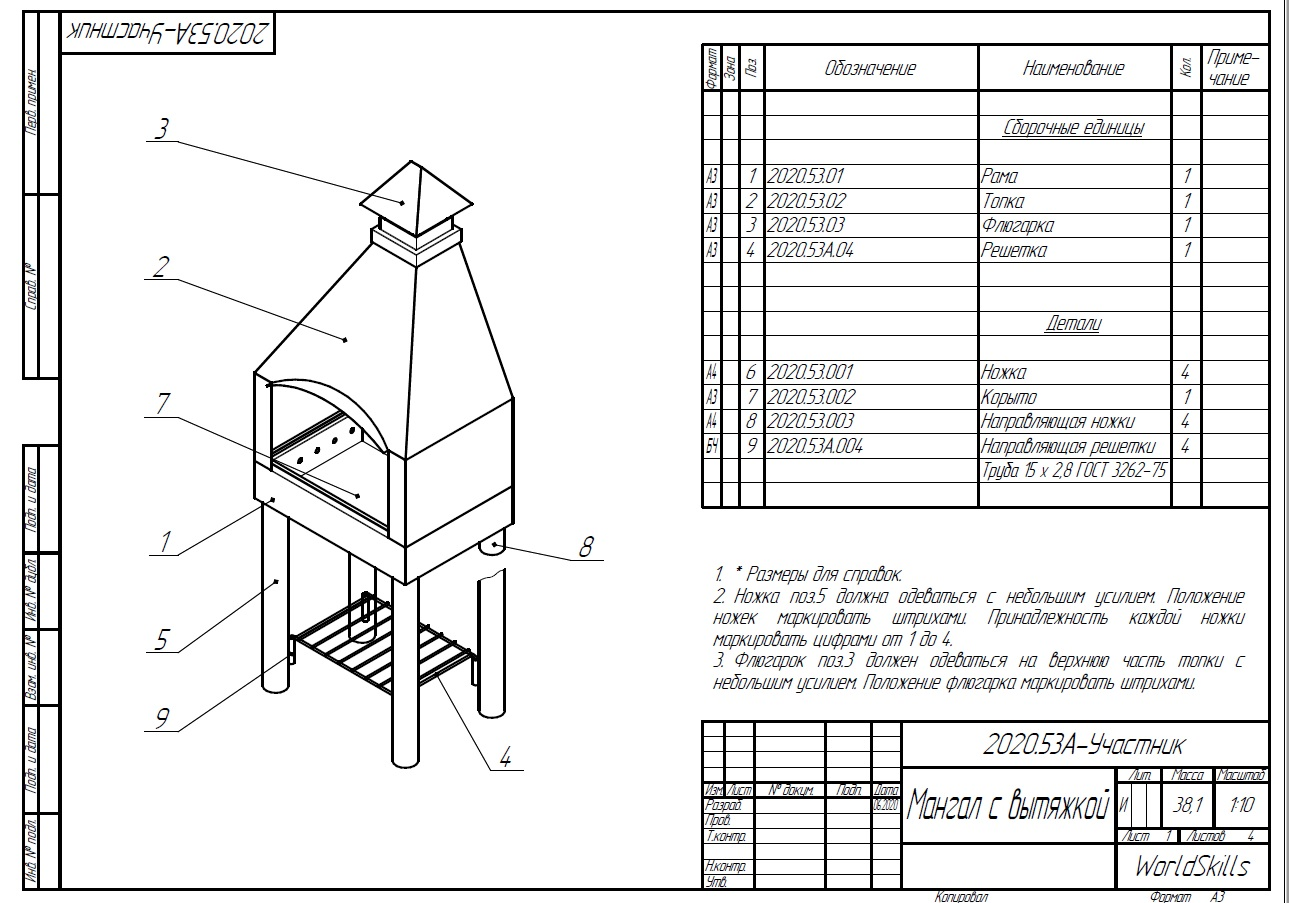 2020.53А-Участник
Перв. примен.
Справ. №
Подп. и дата
Инв. № дубл.
Взам. инв. №
Подп. и дата
Инв. № подл.
3
2
7
1
8
5
9
4
Формат Зона Поз. Обозначение Наименование Кол. Приме-
чание
Сборочные единицы
А3 1 2020.53.01 Рама 1
А3 2 2020.53.02 Топка 1
А3 3 2020.53.03 Флюгарка 1
А3 4 2020.53А.04 Решетка 1
Детали
А4 6 2020.53.001 Ножка 4
А3 7 2020.53.002 Корыто 1
А4 8 2020.53.003 Направляющая ножки 4
БЧ 9 2020.53А.004 Направляющая решетки 4
Труба 15 х 2,8 ГОСТ 3262-75
1. * Размеры для справок.
2. Ножка поз.5 должна одеваться с небольшим усилием. Положение
ножек маркировать штрихами. Принадлежность каждой ножки
маркировать цифрами от 1 до 4.
3. Флюгарок поз.3 должен одеваться на верхнюю часть топки с
небольшим усилием. Положение флюгарка маркировать штрихами.
2020.53А-Участник
Изм. Лист № докум. Подп. Дата
Разраб. 06.2020
Пров.
Т.контр.
Н.контр.
Утв.
Мангал с вытяжкой
Лит. Масса Масштаб
И 38,1 1:10
Лист 1 Листов 4
WorldSkills
Копировал Формат А3